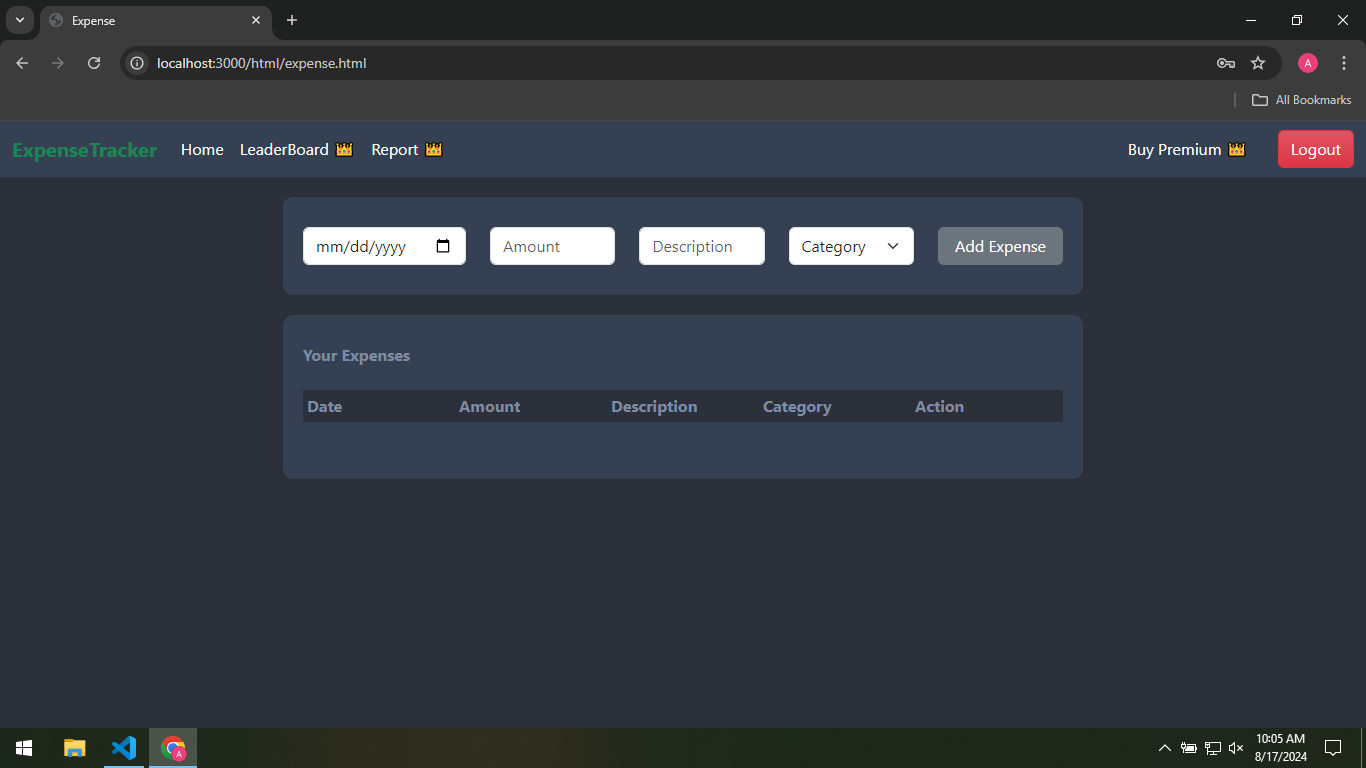 Expense
localhost:3000/html/expense.html
A
All Bookmarks
ExpenseTracker Home LeaderBoard 👑 Report 👑 Buy Premium 👑 Logout
mm/dd/yyyy Amount Description Category Add Expense
Your Expenses
Date Amount Description Category Action
A
10:05 AM
8/17/2024